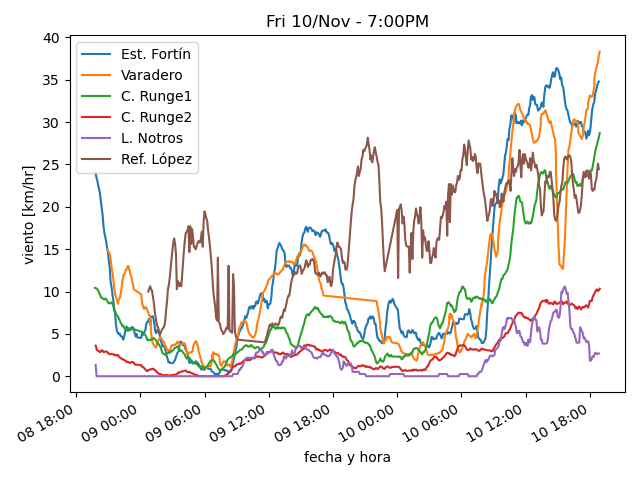 Fri 10/Nov - 7:00PM
Est. Fortín
Varadero
C. Runge1
C. Runge2
L. Notros
Ref. López
viento [km/hr]
40
35
30
25
20
15
10
5
0
08 18:00
09 00:00
09 06:00
09 12:00
09 18:00
10 00:00
10 06:00
10 12:00
10 18:00
fecha y hora